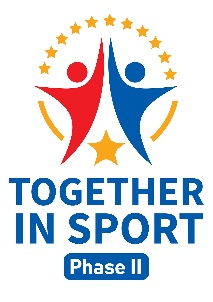 TOGETHER
IN SPORT
Phase II